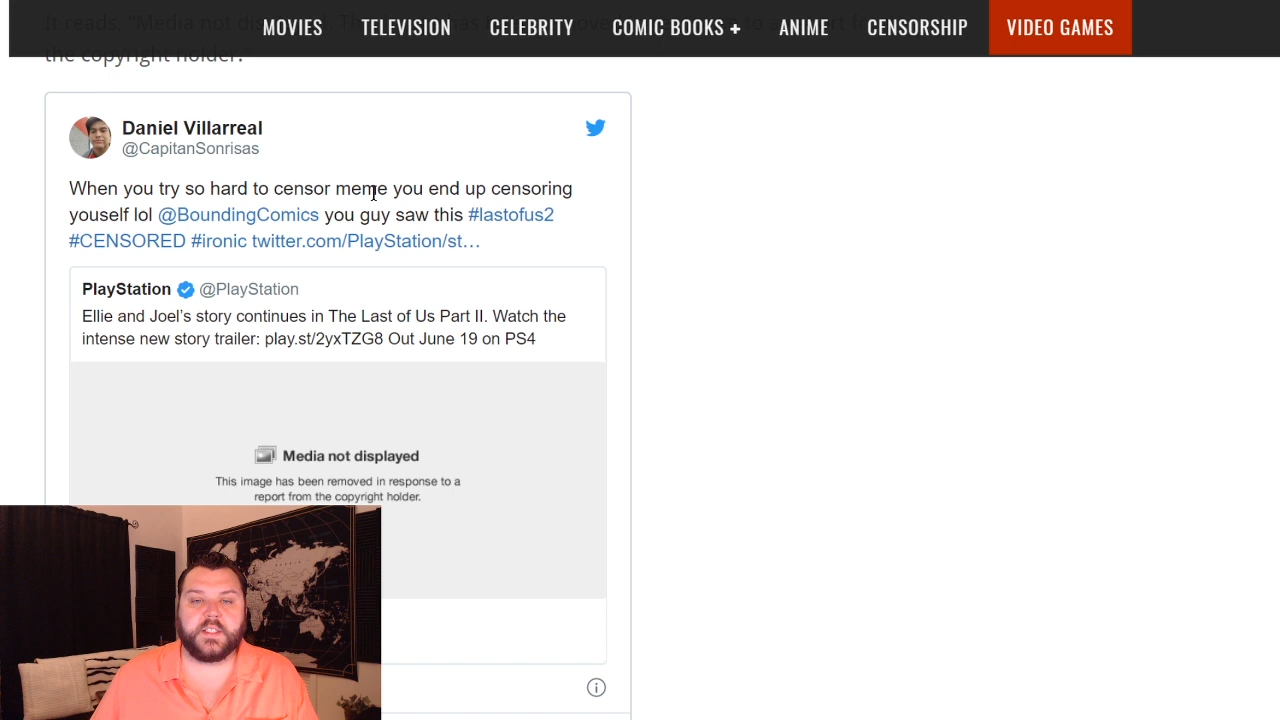 MOVIES TELEVISION CELEBRITY COMIC BOOKS + ANIME CENSORSHIP VIDEO GAMES
the copyright holder."
Daniel Villarreal
@CapitanSonrisas
When you try so hard to censor meme you end up censoring
youself lol @BoundingComics you guy saw this #lastofus2
#CENSORED #ironic twitter.com/PlayStation/st…
PlayStation @PlayStation
Ellie and Joel's story continues in The Last of Us Part II. Watch the
intense new story trailer: play.st/2yxTZG8 Out June 19 on PS4
Media not displayed
This image has been removed in response to a
report from the copyright holder.